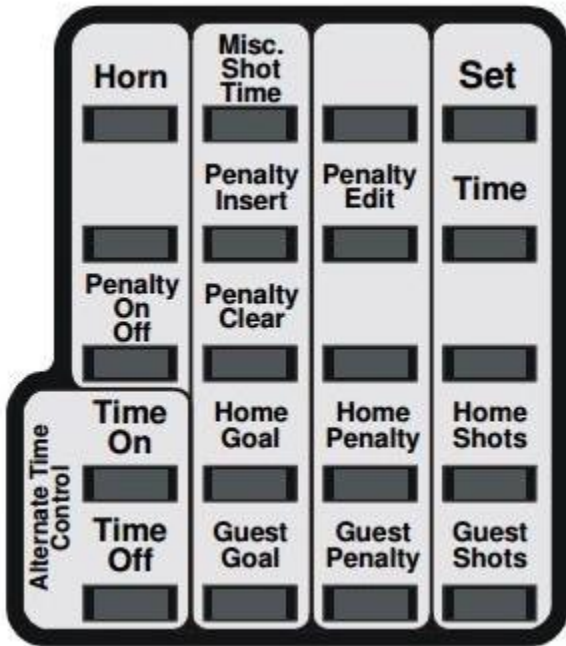 Horn
Misc.
Shot
Time
Set
Penalty
Insert
Penalty
Edit
Time
Penalty
On
Off
Penalty
Clear
Alternate Time
Control
Time
On
Home
Goal
Home
Penalty
Home
Shots
Time
Off
Guest
Goal
Guest
Penalty
Guest
Shots